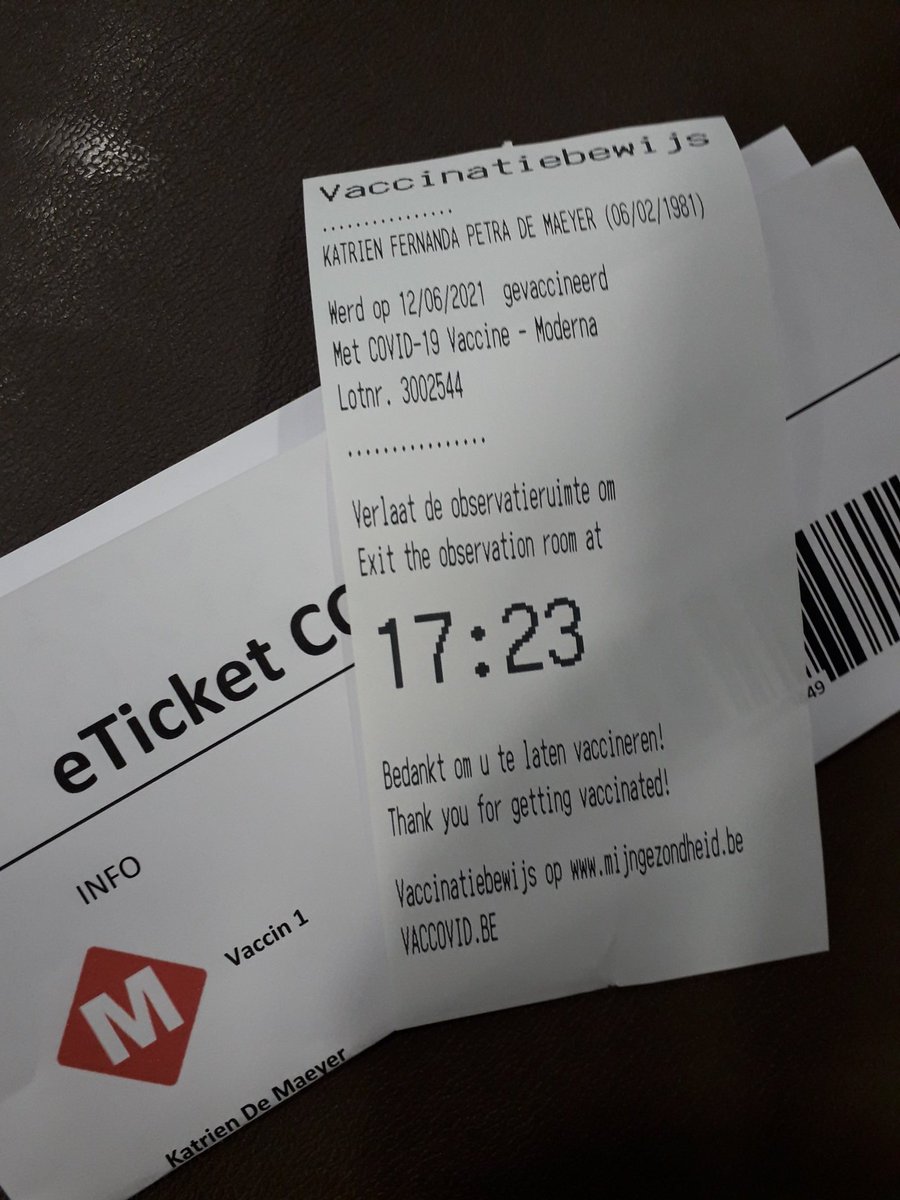 Vaccinatiebewijs
................
KATRIEN FERNANDA PETRA DE MAEYER (06/02/1981)
Werd op 12/06/2021 gevaccineerd
Met COVID-19 Vaccine - Moderna
Lotnr. 3002544
................
Verlaat de observatieruimte om
Exit the observation room at
17:23
Bedankt om u te laten vaccineren!
Thank you for getting vaccinated!
Vaccinatiebewijs op www.mijngezondheid.be
VACCOVID.BE
eTicket
49
INFO
Vaccin 1
M
Katrien De Maeyer